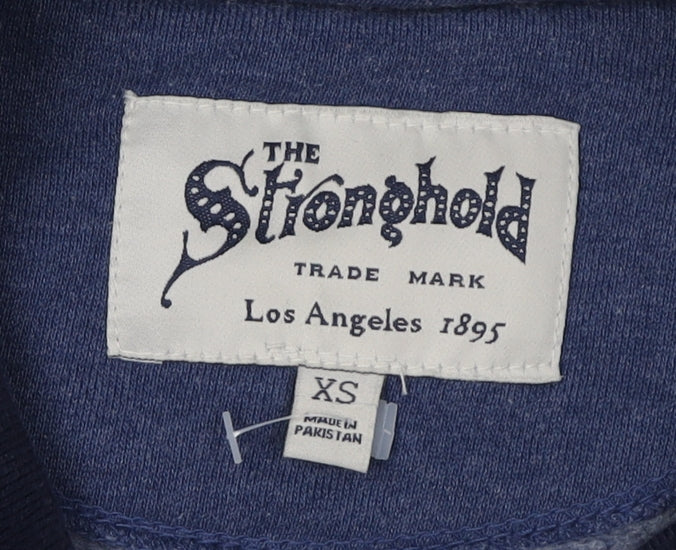 THE
Stronghold
TRADE MARK
Los Angeles 1895
XS
MADE IN
PAKISTAN